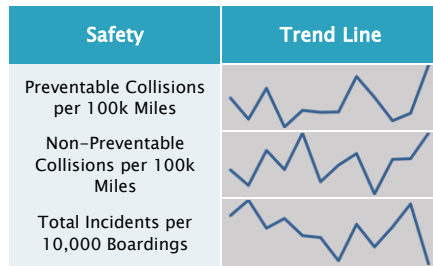 Safety
Trend Line
Preventable Collisions
per 100k Miles
Non-Preventable
Collisions per 100k
Miles
Total Incidents per
10,000 Boardings